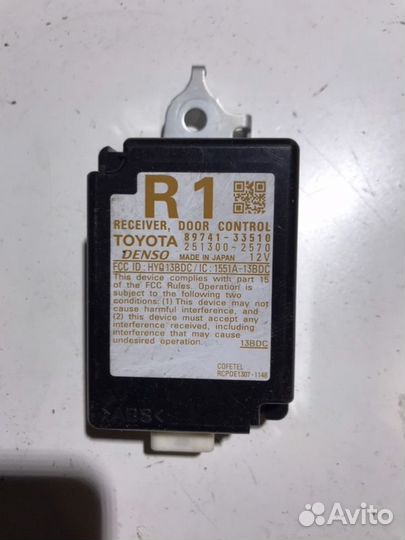 R1
RECEIVER, DOOR CONTROL
TOYOTA 89741-33510
251300-2570
DENSO MADE IN JAPAN 12V
FCC ID: HYQ13BDC/IC: 1551A-13BDC
This device complies with part 15
of the FCC Rules. Operation is
subject to the following two
conditions: (1) This device may not
cause harmful interference, and
(2) this device must accept any
interference received, including
interference that may cause
undesired operation. 13BDC
COFETEL
RCPDE1307-1148
>ABS<
Avito